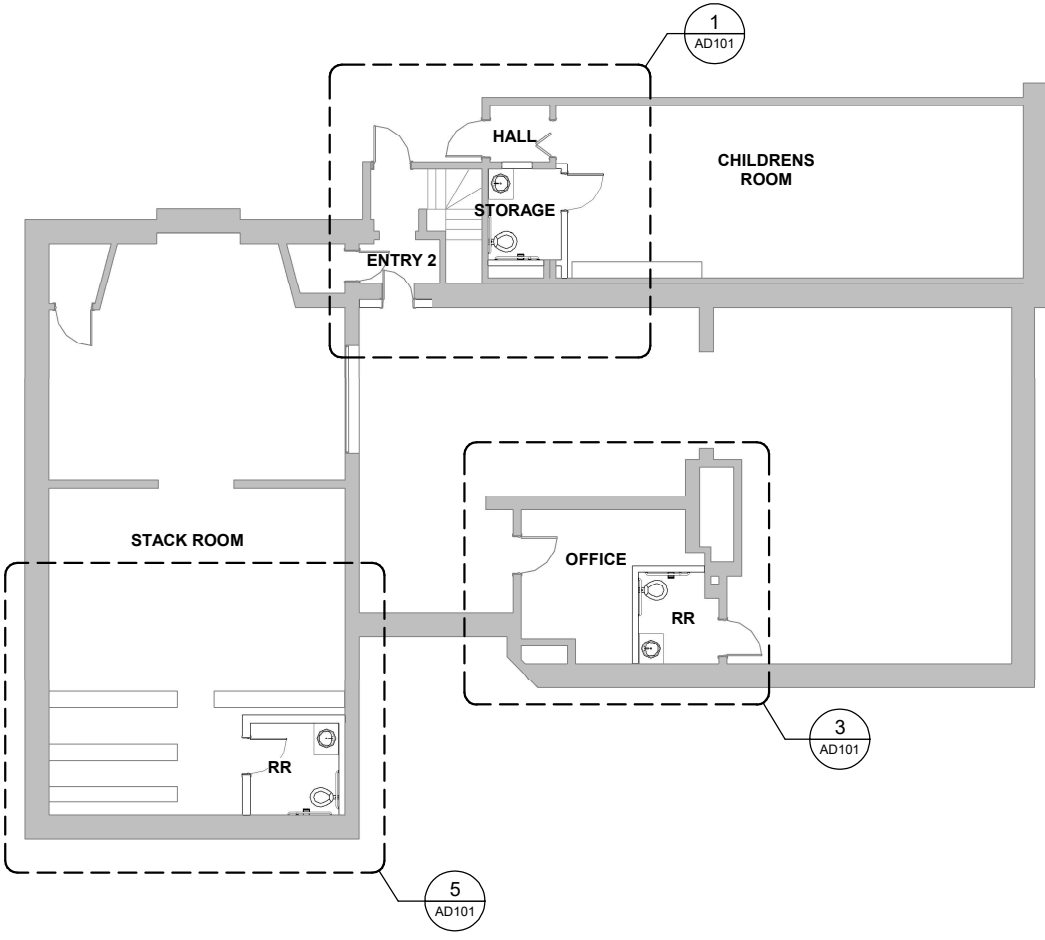 1
AD101
HALL
CHILDRENS
ROOM
STORAGE
ENTRY 2
STACK ROOM
OFFICE
RR
3
AD101
RR
5
AD101